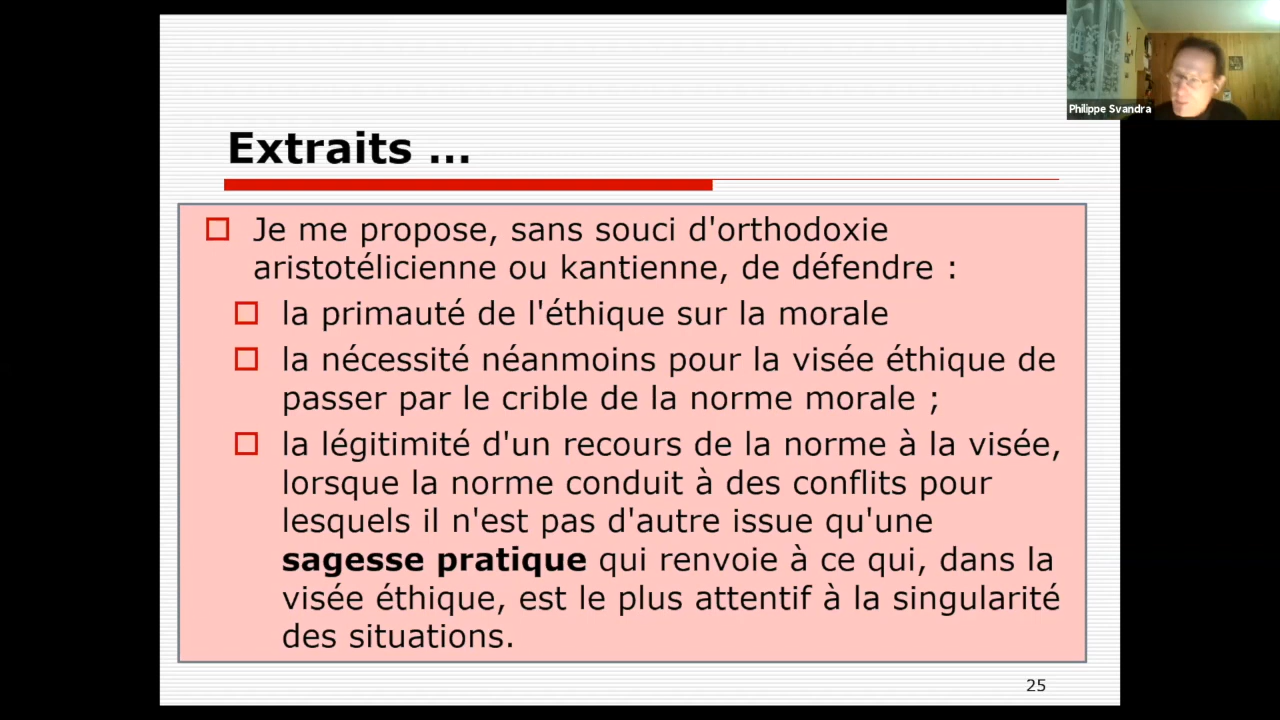 Philippe Svandra
Extraits ...
Je me propose, sans souci d'orthodoxie
aristotélicienne ou kantienne, de défendre :
la primauté de l'éthique sur la morale
la nécessité néanmoins pour la visée éthique de
passer par le crible de la norme morale ;
la légitimité d'un recours de la norme à la visée,
lorsque la norme conduit à des conflits pour
lesquels il n'est pas d'autre issue qu'une
sagesse pratique qui renvoie à ce qui, dans la
visée éthique, est le plus attentif à la singularité
des situations.
25